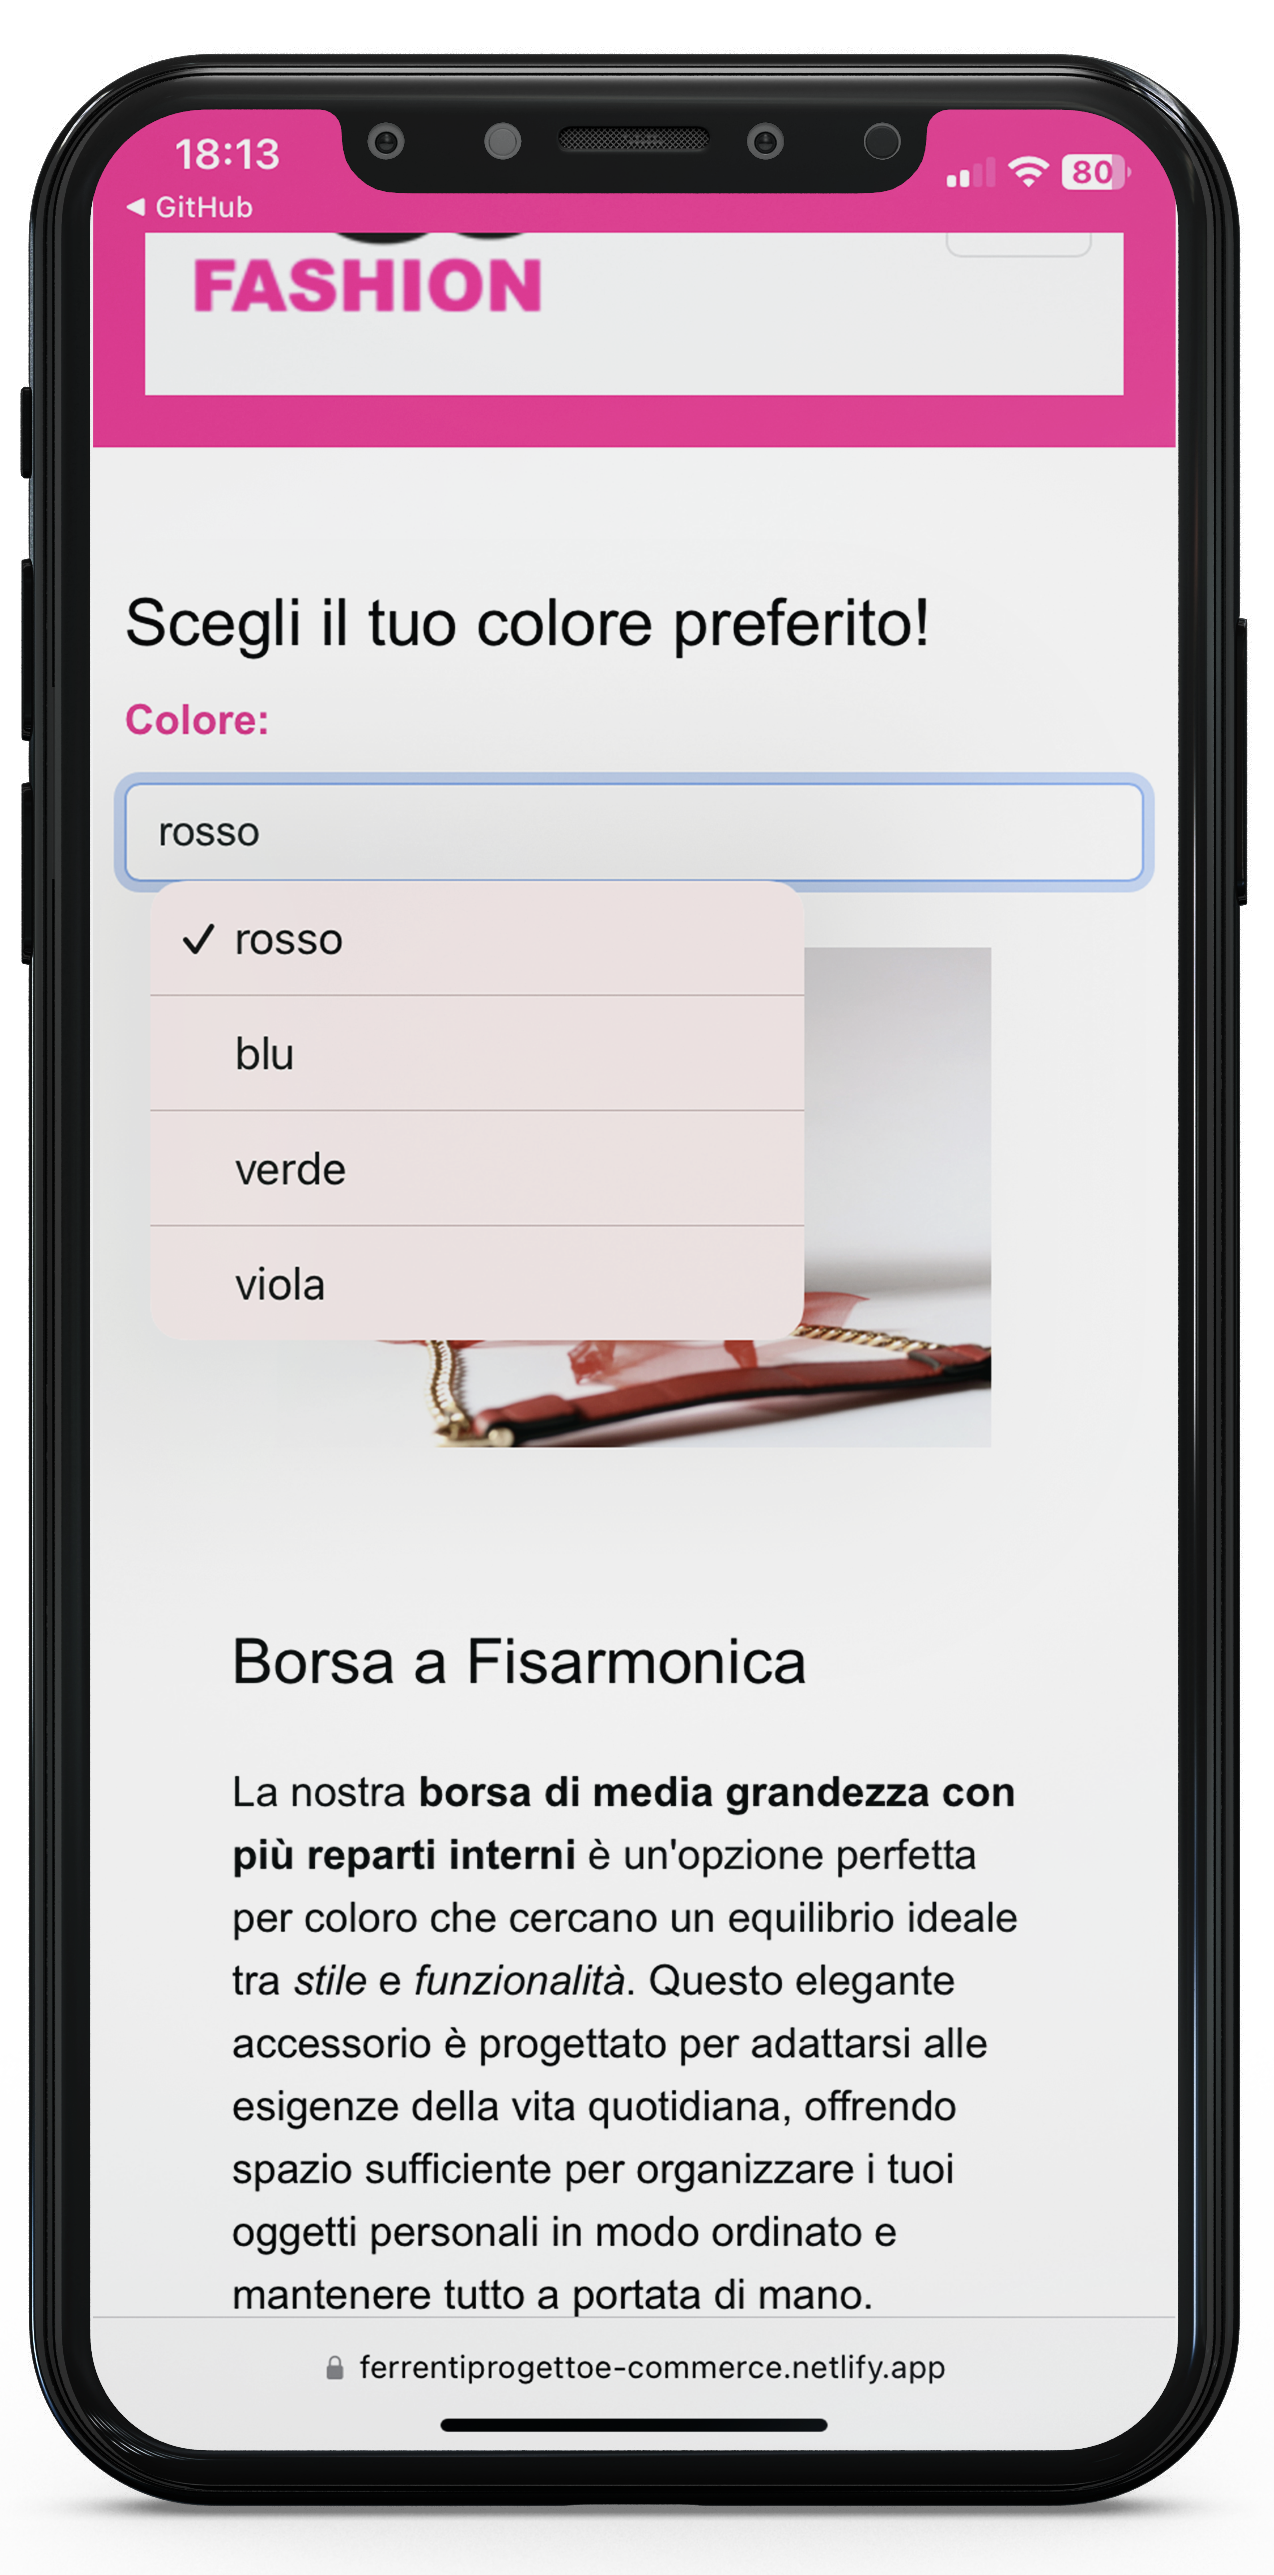 18:13
80
◀ GitHub
FASHION
Scegli il tuo colore preferito!
Colore:
rosso
✓ rosso
blu
verde
viola
Borsa a Fisarmonica
La nostra borsa di media grandezza con
più reparti interni è un'opzione perfetta
per coloro che cercano un equilibrio ideale
tra stile e funzionalità. Questo elegante
accessorio è progettato per adattarsi alle
esigenze della vita quotidiana, offrendo
spazio sufficiente per organizzare i tuoi
oggetti personali in modo ordinato e
mantenere tutto a portata di mano.
ferrentiprogettoe-commerce.netlify.app